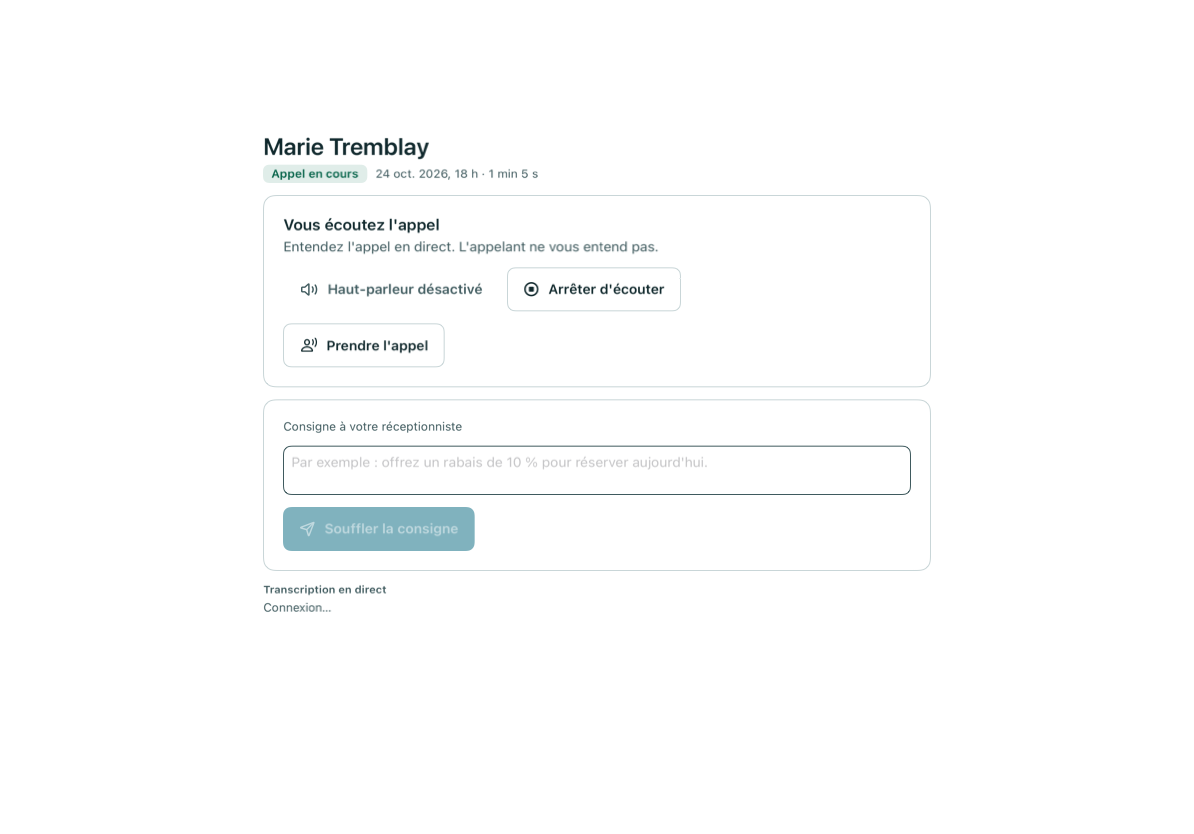 Marie Tremblay
Appel en cours 24 oct. 2026, 18 h · 1 min 5 s
Vous écoutez l'appel
Entendez l'appel en direct. L'appelant ne vous entend pas.
Haut-parleur désactivé Arrêter d'écouter
Prendre l'appel
Consigne à votre réceptionniste
Par exemple : offrez un rabais de 10 % pour réserver aujourd'hui.
Souffler la consigne
Transcription en direct
Connexion...